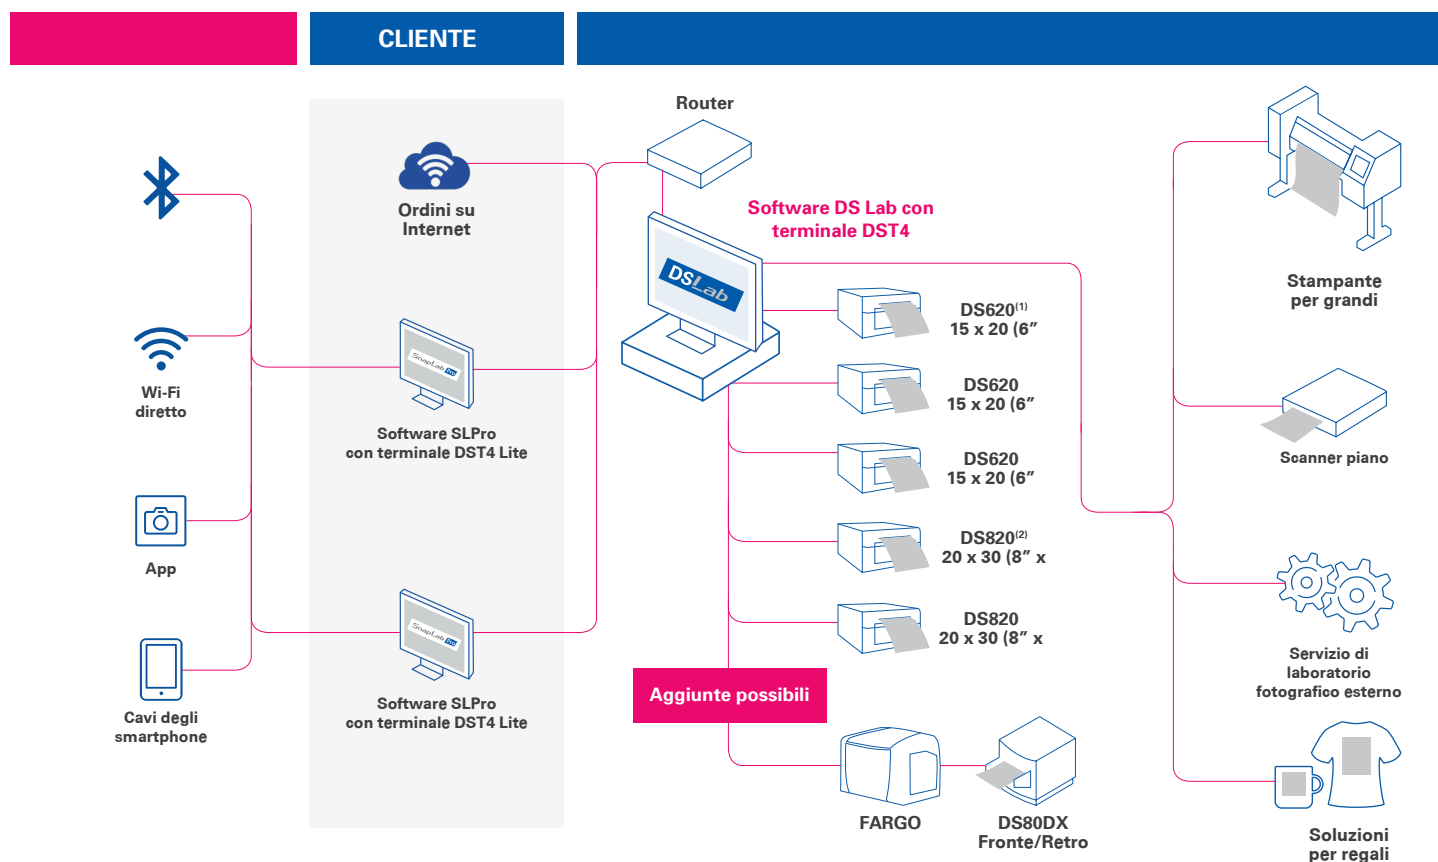 CLIENTE
Router
Ordini su
Internet
Software DS Lab con
terminale DST4
DSLab
Stampante
per grandi
DS620(1)
15 x 20 (6”
Wi-Fi
diretto
SnapLab Pro
Software SLPro
con terminale DST4 Lite
DS620
15 x 20 (6”
Scanner piano
DS620
15 x 20 (6”
App
DS820(2)
20 x 30 (8” x
SnapLab Pro
DS820
20 x 30 (8” x
Servizio di
laboratorio
fotografico esterno
Cavi degli
smartphone
Software SLPro
con terminale DST4 Lite
Aggiunte possibili
FARGO
DS80DX
Fronte/Retro
Soluzioni
per regali